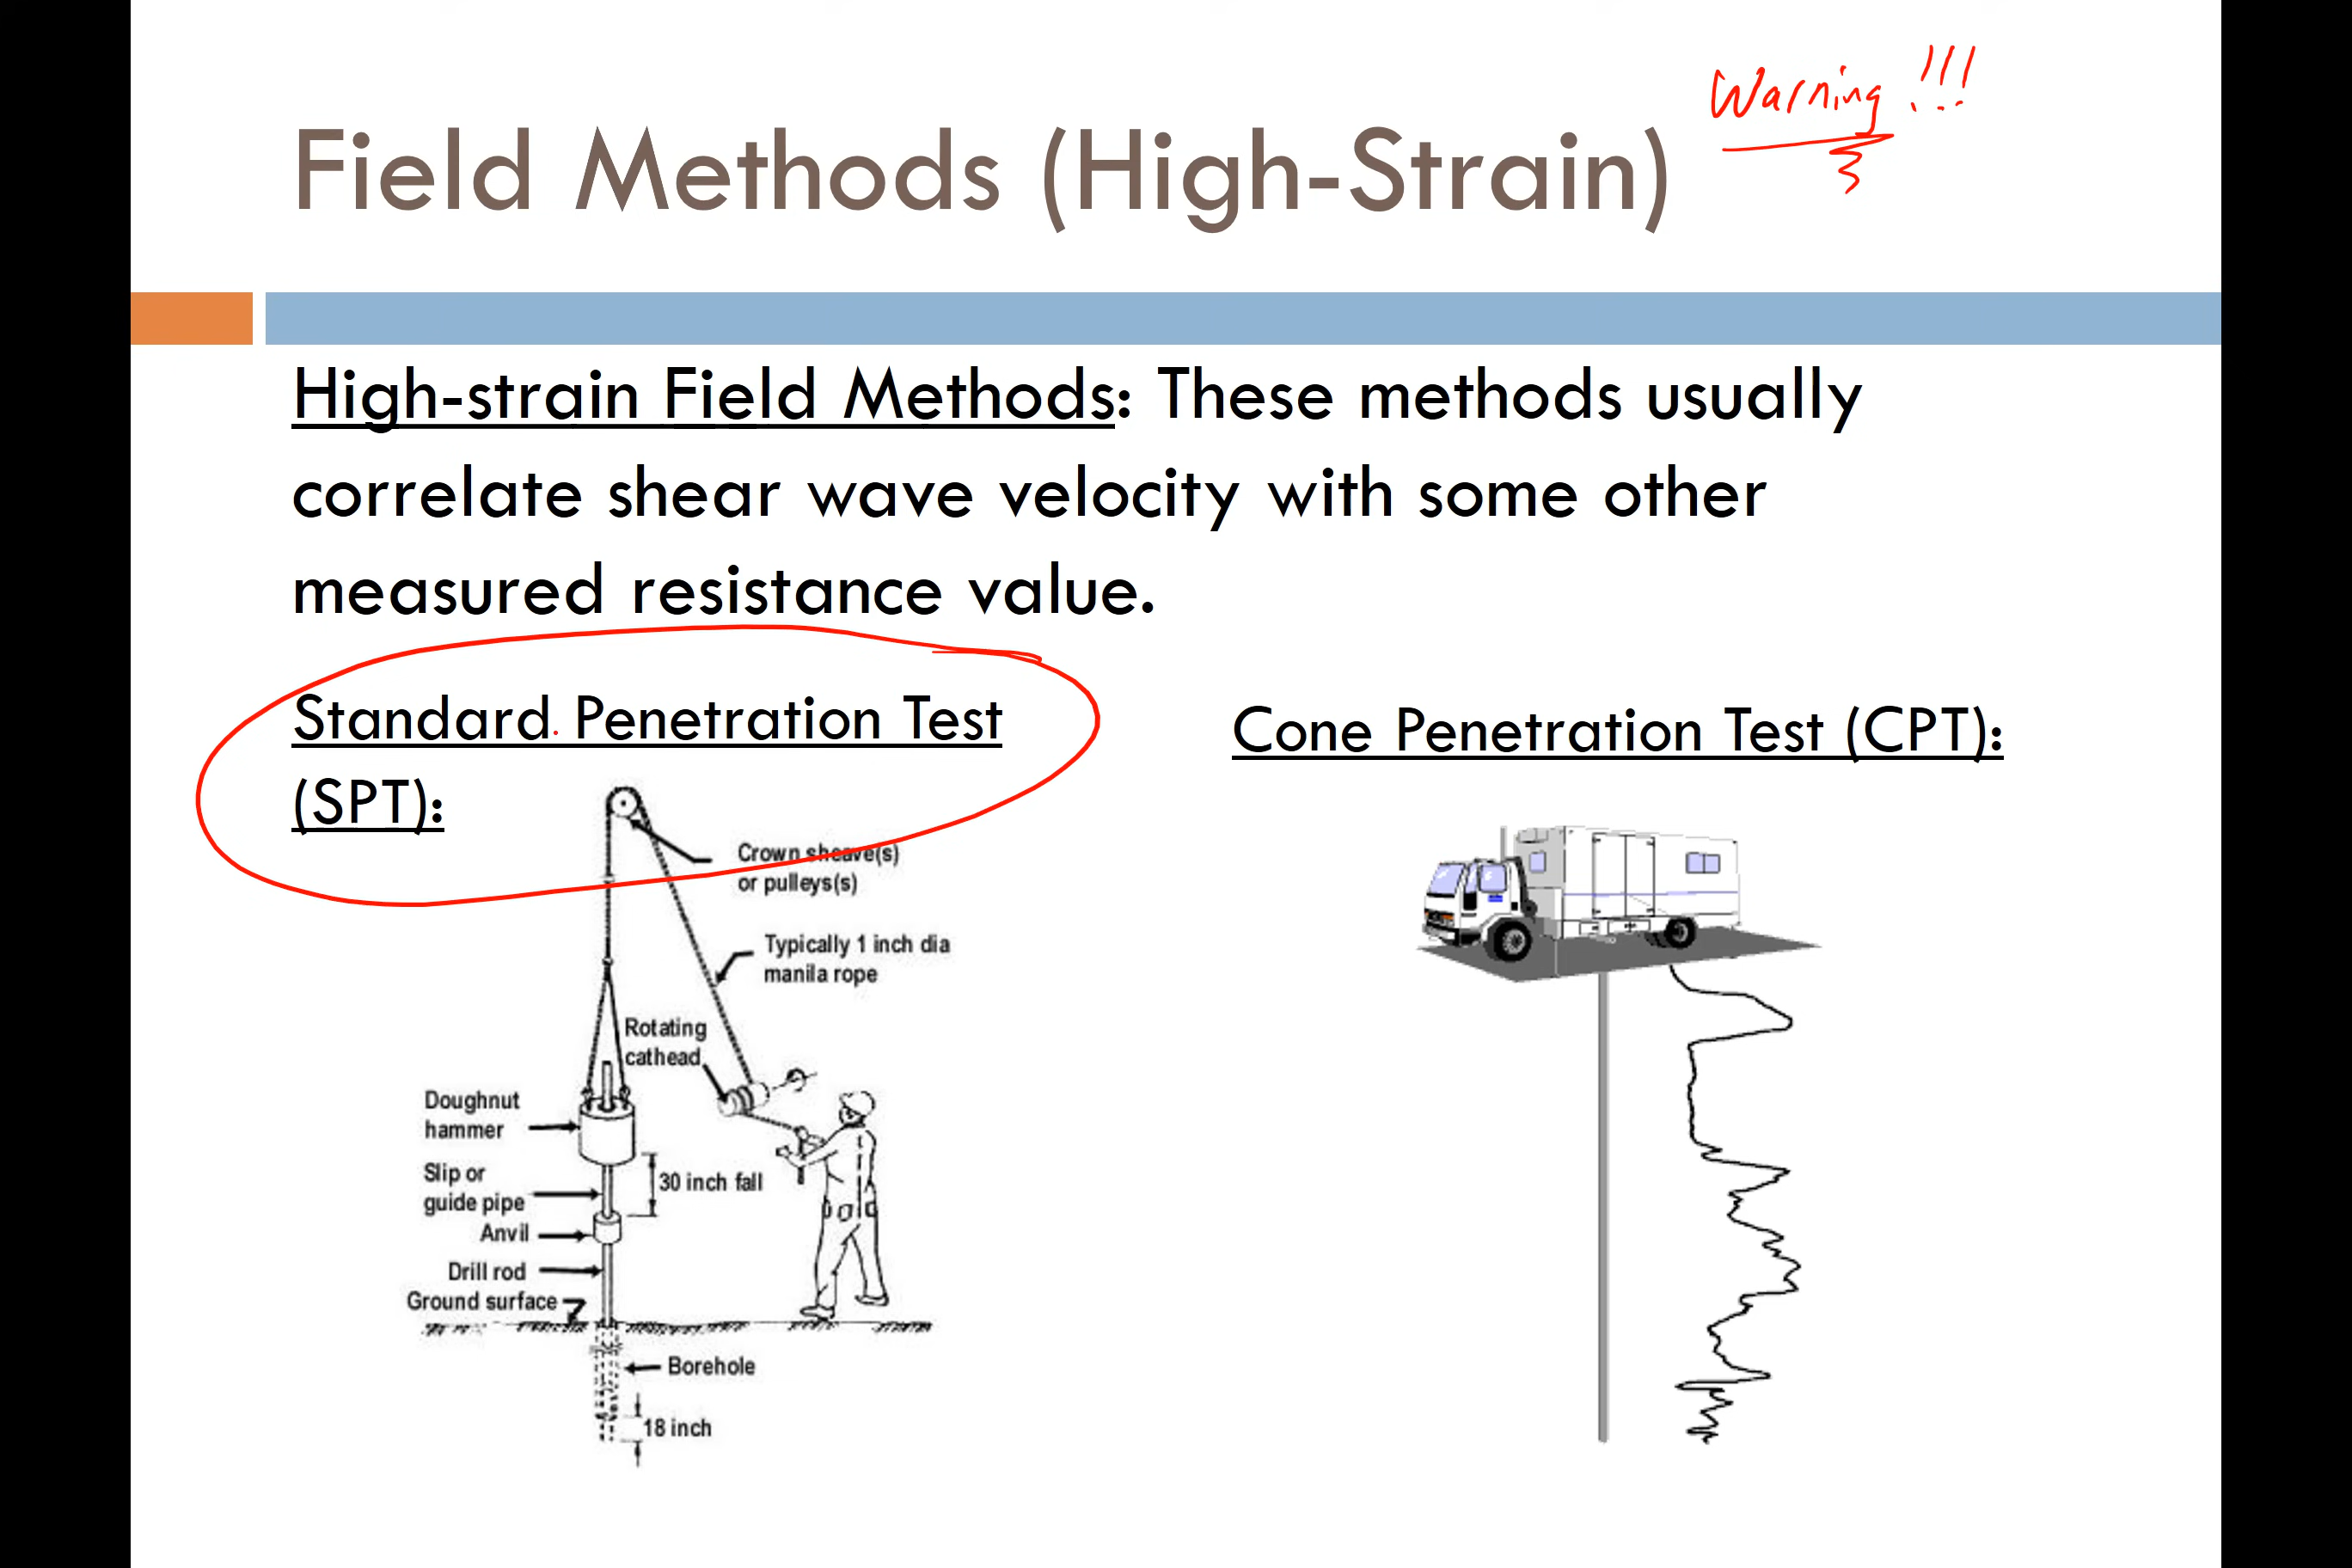 Warning !!!
Field Methods (High-Strain)
High-strain Field Methods: These methods usually
correlate shear wave velocity with some other
measured resistance value.
Standard Penetration Test
(SPT):
Crown sheave(s)
or pulleys(s)
Typically 1 inch dia
manila rope
Rotating
cathead
Doughnut
hammer
30 inch fall
Slip or
guide pipe
Anvil
Drill rod
Ground surface
Borehole
18 inch
Cone Penetration Test (CPT):